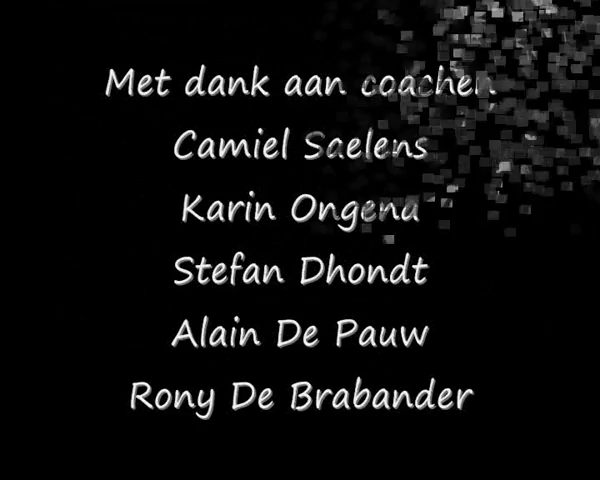 Met dank aan coachen
Camiel Saelens
Karin Ongena
Stefan Dhondt
Alain De Pauw
Rony De Brabander